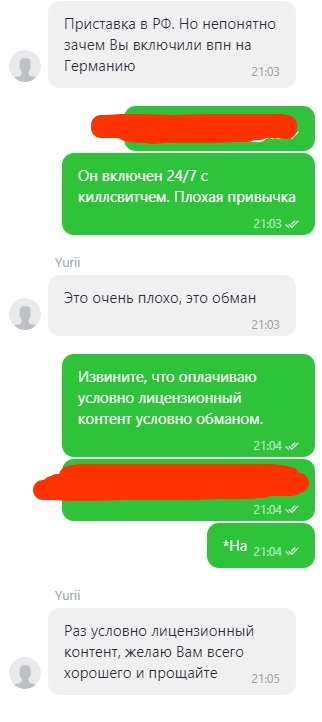 Приставка в РФ. Но непонятно
зачем Вы включили впн на
Германию
21:03
Он включен 24/7 с
киллсвитчем. Плохая привычка
21:03
Yurii
Это очень плохо, это обман
21:03
Извините, что оплачиваю
условно лицензионный
контент условно обманом.
21:04
21:04
*На 21:04
Yurii
Раз условно лицензионный
контент, желаю Вам всего
хорошего и прощайте
21:05